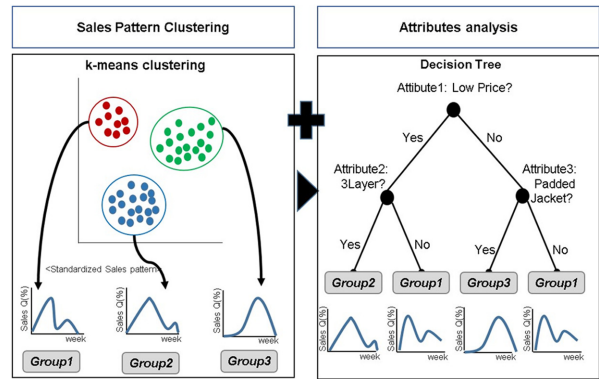 Sales Pattern Clustering
k-means clustering
<Standardized Sales pattern>
Sales Q(%)
week
Group1
Sales Q(%)
week
Group2
Sales Q(%)
week
Group3
Attributes analysis
Decision Tree
Attibute1: Low Price?
Yes
No
Attribute2:
3Layer?
Attribute3:
Padded
Jacket?
Yes
No
Yes
No
Group2
Group1
Group3
Group1
Sales Q(%)
week
Sales Q(%)
week
Sales Q(%)
week
Sales Q(%)
week